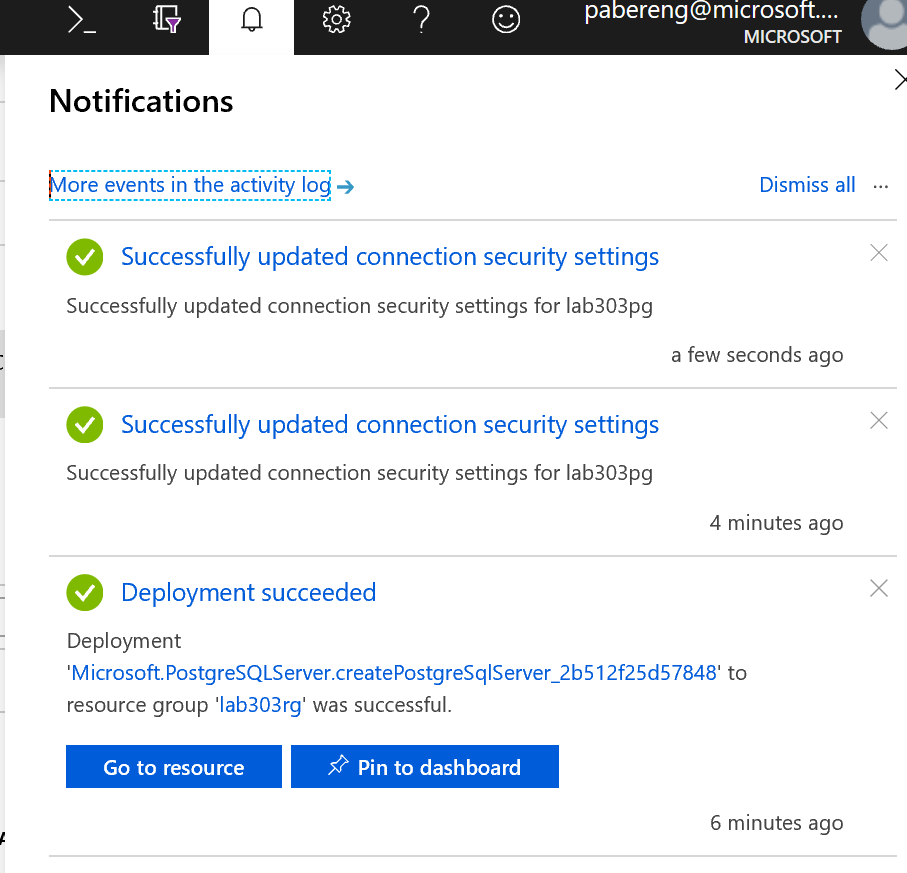 pabereng@microsoft....
MICROSOFT
Notifications
More events in the activity log
Dismiss all ...
Successfully updated connection security settings
Successfully updated connection security settings for lab303pg
a few seconds ago
Successfully updated connection security settings
Successfully updated connection security settings for lab303pg
4 minutes ago
Deployment succeeded
Deployment
'Microsoft.PostgreSQLServer.createPostgreSqlServer_2b512f25d57848' to
resource group 'lab303rg' was successful.
Go to resource
Pin to dashboard
6 minutes ago